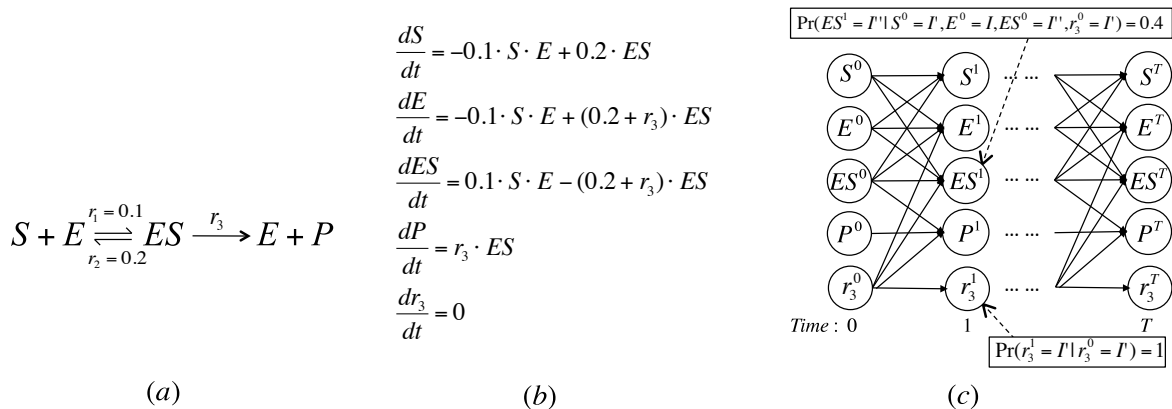 S + E ⇌ ES → E + P
r₁ = 0.1
r₂ = 0.2
r₃
(a)
dS/dt = −0.1 · S · E + 0.2 · ES
dE/dt = −0.1 · S · E + (0.2 + r₃) · ES
dES/dt = 0.1 · S · E − (0.2 + r₃) · ES
dP/dt = r₃ · ES
dr₃/dt = 0
(b)
Pr(ES¹ = I'' | S⁰ = I', E⁰ = I, ES⁰ = I'', r₃⁰ = I') = 0.4
S⁰ S¹ ... ... Sᵀ
E⁰ E¹ ... ... Eᵀ
ES⁰ ES¹ ... ... ESᵀ
P⁰ P¹ ... ... Pᵀ
r₃⁰ r₃¹ ... ... r₃ᵀ
Time : 0 1 T
Pr(r₃¹ = I' | r₃⁰ = I') = 1
(c)